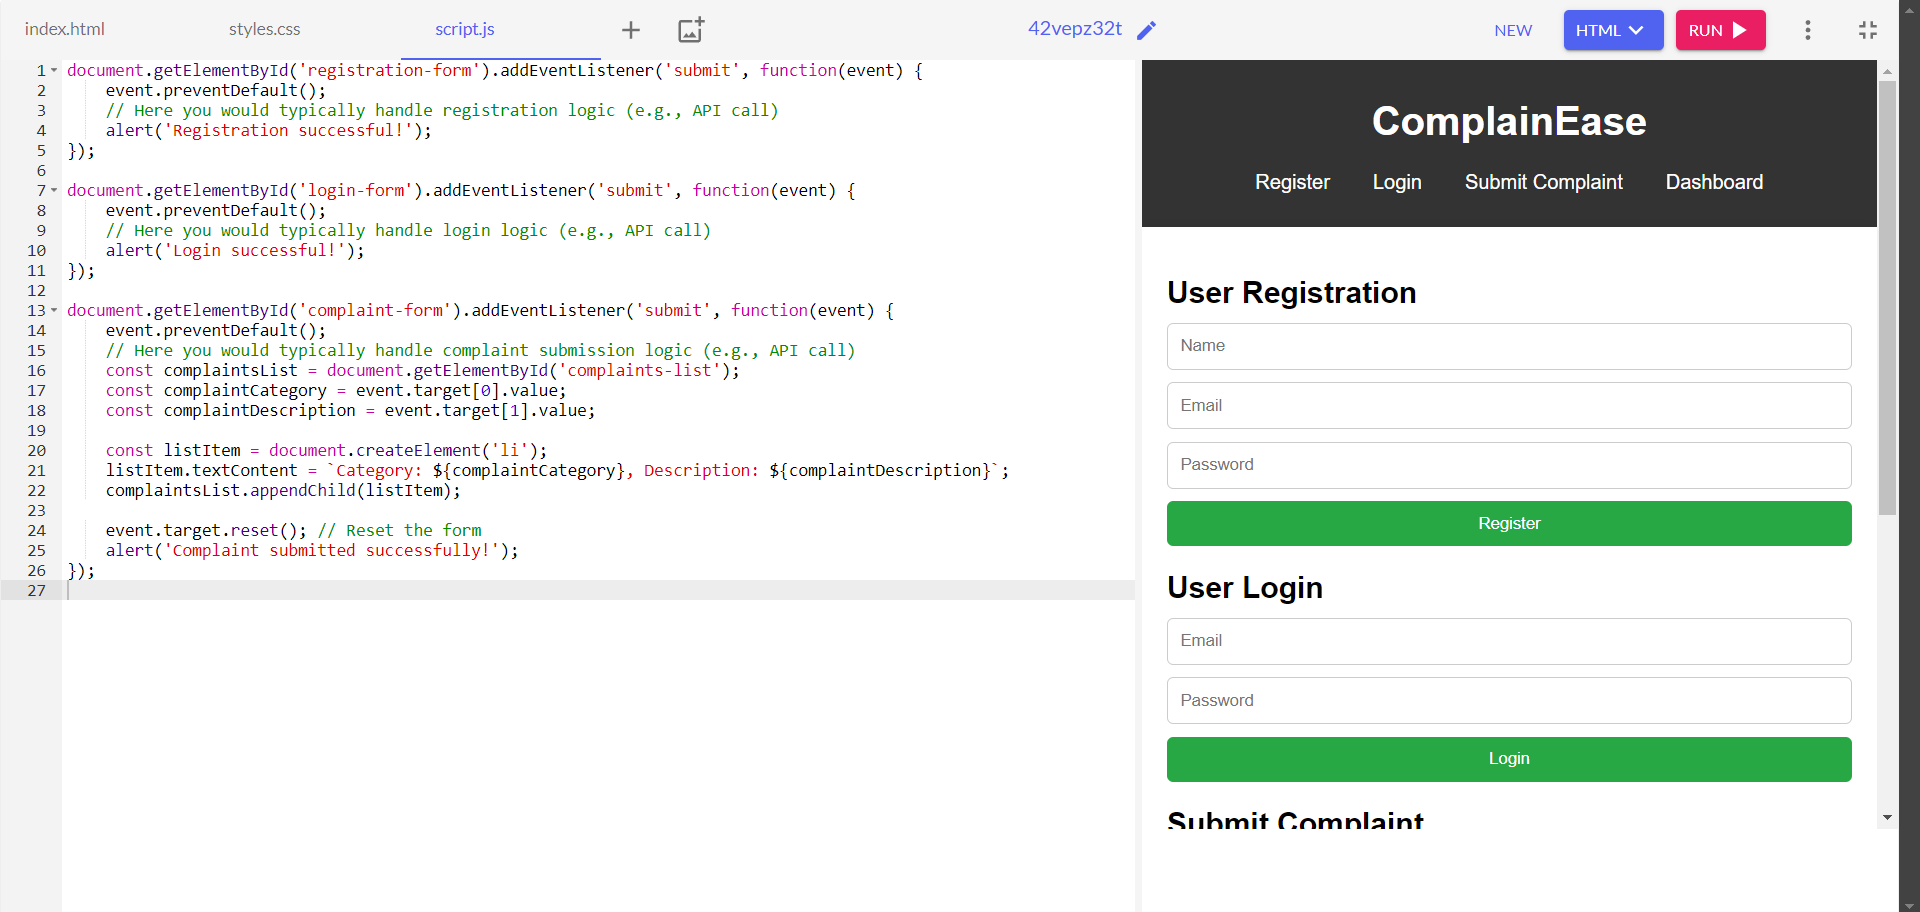 index.html styles.css script.js 42vepz32t NEW HTML RUN
1 document.getElementById('registration-form').addEventListener('submit', function(event) {
2     event.preventDefault();
3     // Here you would typically handle registration logic (e.g., API call)
4     alert('Registration successful!');
5 });
6
7 document.getElementById('login-form').addEventListener('submit', function(event) {
8     event.preventDefault();
9     // Here you would typically handle login logic (e.g., API call)
10     alert('Login successful!');
11 });
12
13 document.getElementById('complaint-form').addEventListener('submit', function(event) {
14     event.preventDefault();
15     // Here you would typically handle complaint submission logic (e.g., API call)
16     const complaintsList = document.getElementById('complaints-list');
17     const complaintCategory = event.target[0].value;
18     const complaintDescription = event.target[1].value;
19
20     const listItem = document.createElement('li');
21     listItem.textContent = `Category: ${complaintCategory}, Description: ${complaintDescription}`;
22     complaintsList.appendChild(listItem);
23
24     event.target.reset(); // Reset the form
25     alert('Complaint submitted successfully!');
26 });
27
ComplainEase
Register Login Submit Complaint Dashboard
User Registration
Name
Email
Password
Register
User Login
Email
Password
Login
Submit Complaint